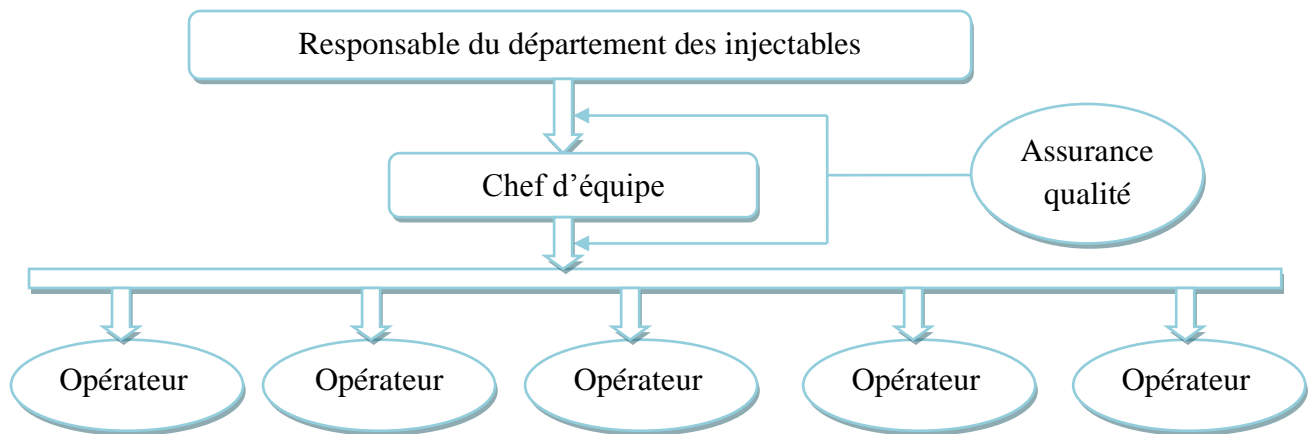 Responsable du département des injectables
Chef d’équipe
Assurance
qualité
Opérateur
Opérateur
Opérateur
Opérateur
Opérateur